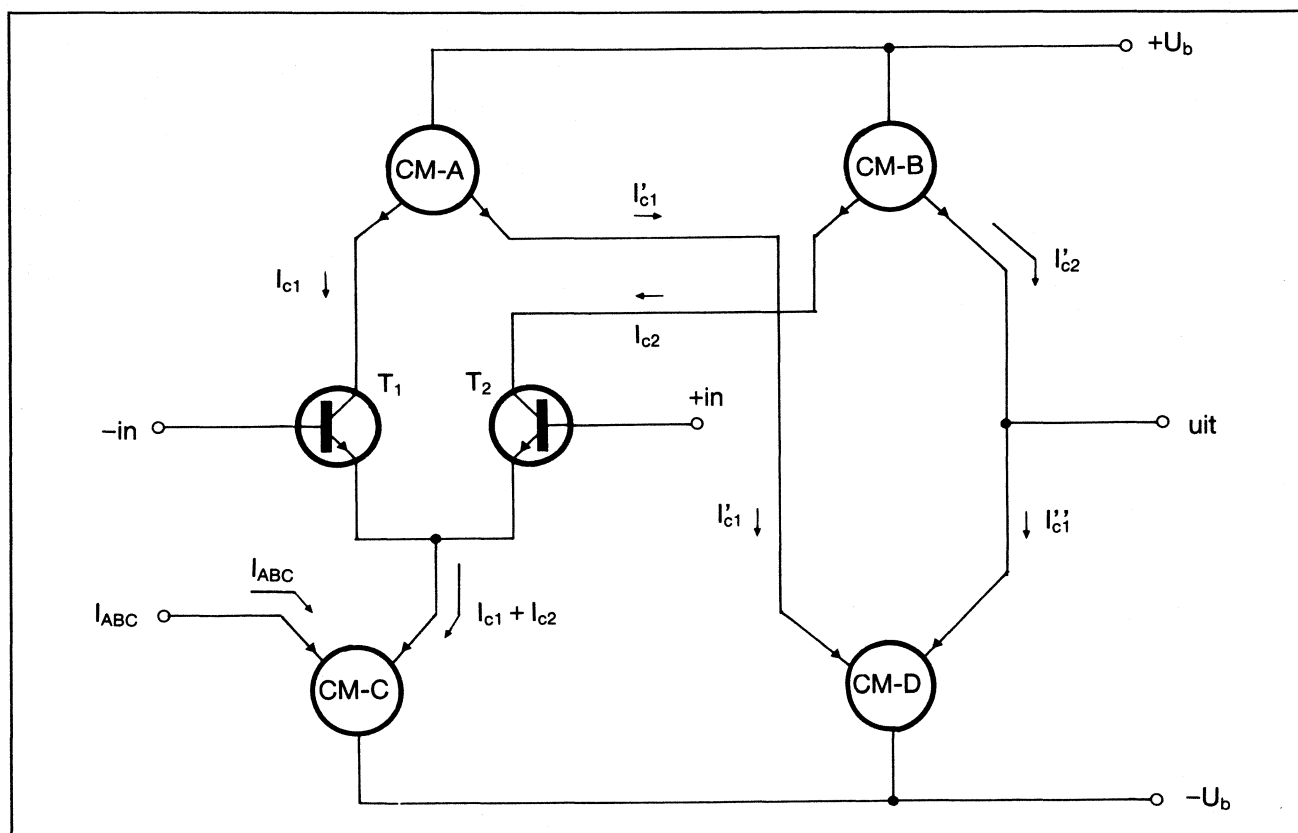 +U_b
CM-A
CM-B
I'_c1
I'_c2
I_c1
I_c2
T_1
T_2
+in
–in
uit
I'_c1
I''_c1
I_ABC
I_ABC
I_c1 + I_c2
CM-C
CM-D
–U_b